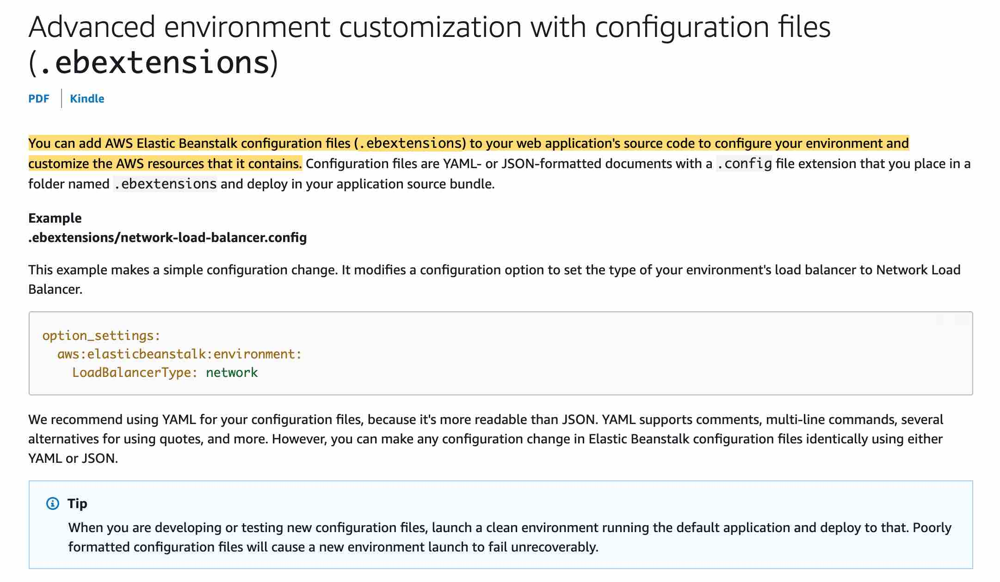 Advanced environment customization with configuration files
(.ebextensions)
PDF | Kindle
You can add AWS Elastic Beanstalk configuration files (.ebextensions) to your web application's source code to configure your environment and
customize the AWS resources that it contains. Configuration files are YAML- or JSON-formatted documents with a .config file extension that you place in a
folder named .ebextensions and deploy in your application source bundle.
Example
.ebextensions/network-load-balancer.config
This example makes a simple configuration change. It modifies a configuration option to set the type of your environment's load balancer to Network Load
Balancer.
option_settings:
  aws:elasticbeanstalk:environment:
    LoadBalancerType: network
We recommend using YAML for your configuration files, because it's more readable than JSON. YAML supports comments, multi-line commands, several
alternatives for using quotes, and more. However, you can make any configuration change in Elastic Beanstalk configuration files identically using either
YAML or JSON.
Tip
When you are developing or testing new configuration files, launch a clean environment running the default application and deploy to that. Poorly
formatted configuration files will cause a new environment launch to fail unrecoverably.